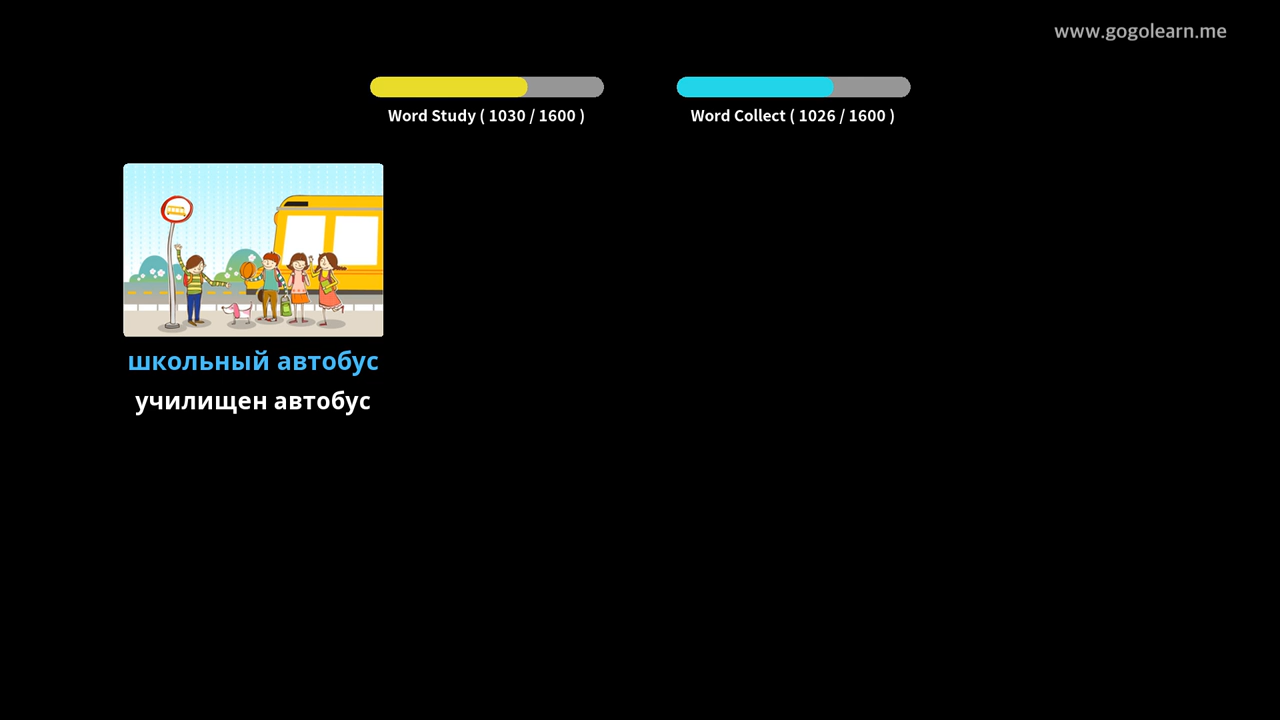 www.gogolearn.me
Word Study ( 1030 / 1600 )
Word Collect ( 1026 / 1600 )
школьный автобус
училищен автобус